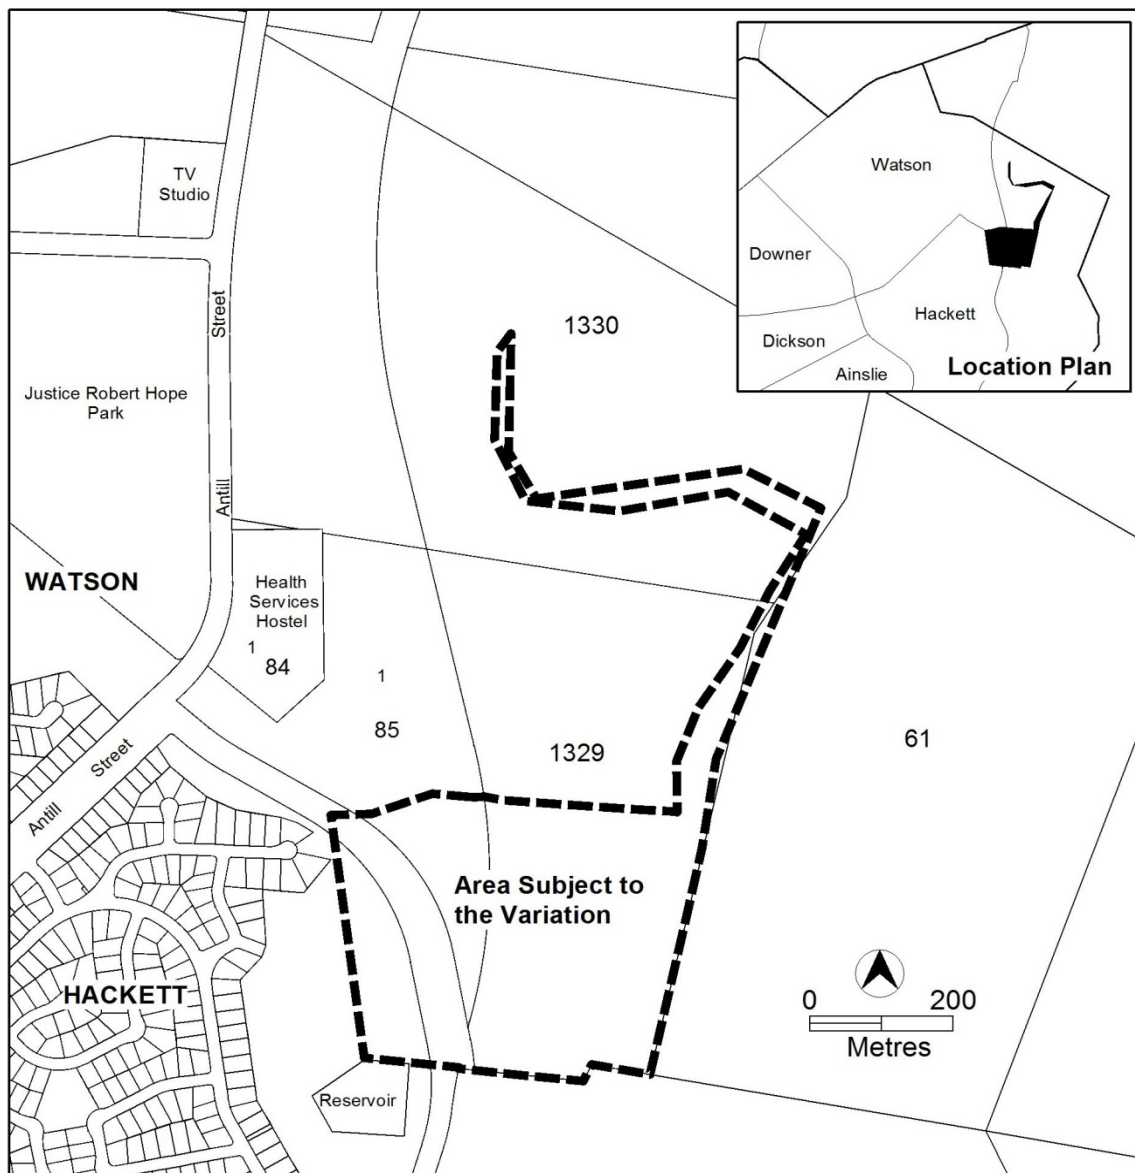 TV
Studio
Street
Antill
Justice Robert Hope
Park
WATSON
Health
Services
Hostel
1
84
1
85
1330
1329
61
Antill Street
Area Subject to
the Variation
HACKETT
Reservoir
0 200
Metres
Watson
Downer
Hackett
Dickson
Ainslie
Location Plan